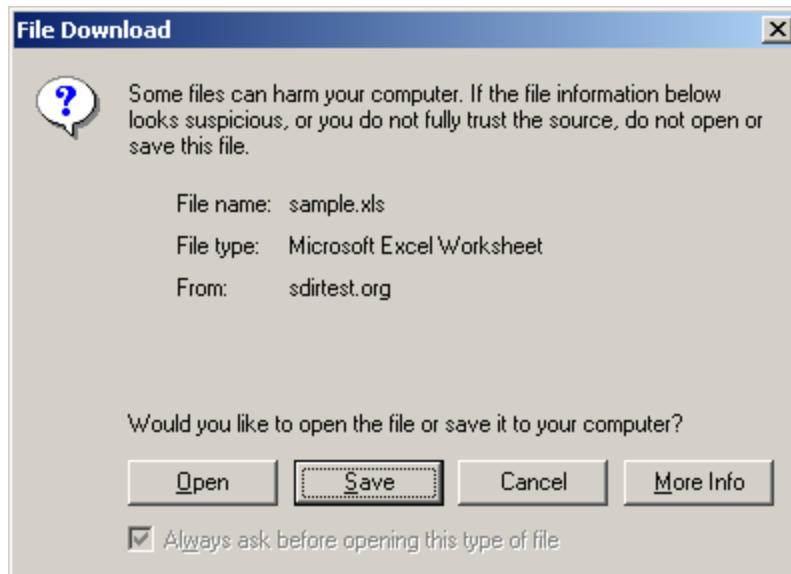 File Download
Some files can harm your computer. If the file information below
looks suspicious, or you do not fully trust the source, do not open or
save this file.
File name: sample.xls
File type: Microsoft Excel Worksheet
From: sdirtest.org
Would you like to open the file or save it to your computer?
Open Save Cancel More Info
Always ask before opening this type of file